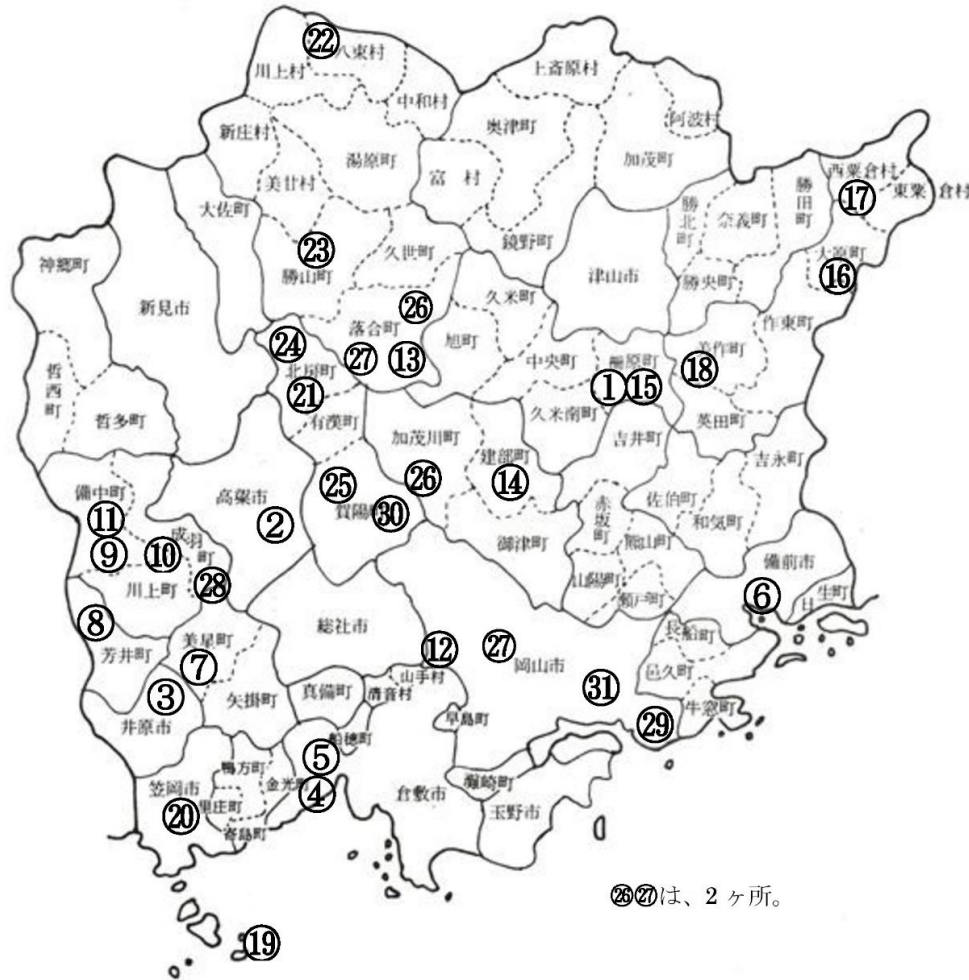 ㉒
八束村
川上村
上斎原村
中和村
阿波村
新庄村
奥津町
湯原町
加茂町
西粟倉村
富 村
美甘村
勝田町
東粟 倉村
⑰
大佐町
勝北町
奈義町
㉓
久世町
鏡野町
大原町
神郷町
勝山町
津山市
勝央町
⑯
久米町
新見市
㉖
作東町
落合町
旭町
㉔
美作町
㉗
⑬
中央町
柵原町
⑱
北房町
哲西町
㉑
①
⑮
久米南町
哲多町
有漢町
吉井町
英田町
加茂川町
吉永町
建部町
備中町
㉕
㉖
⑭
高梁市
佐伯町
⑪
②
賀陽町
㉚
赤坂町
和気町
成羽町
御津町
熊山町
⑨
⑩
備前市
川上町
㉘
山陽町
瀬戸町
日生町
⑥
⑧
総社市
長船町
美星町
⑫
㉗
岡山市
芳井町
⑦
山手村
邑久町
③
矢掛町
真備町
清音村
㉛
牛窓町
井原市
早島町
㉙
船穂町
⑤
鴨方町
笠岡市
金光町
灘崎町
④
倉敷市
里庄町
玉野市
⑳
寄島町
㉖㉗は、2 ヶ所。
⑲